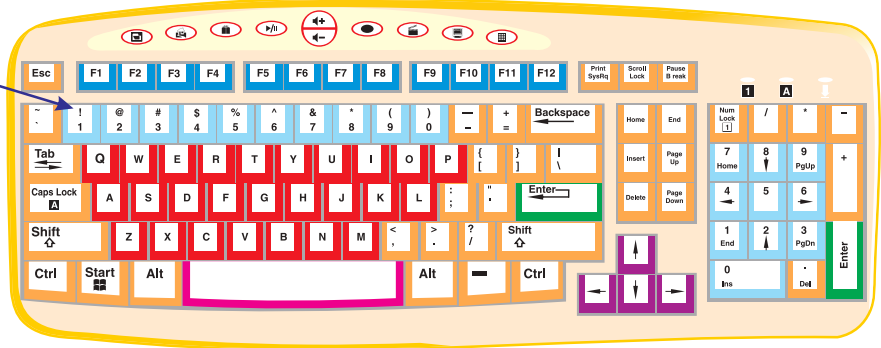 Esc F1 F2 F3 F4 F5 F6 F7 F8 F9 F10 F11 F12 Print SysRq Scroll Lock Pause B reak
1 A
~ ` ! 1 @ 2 # 3 $ 4 % 5 ^ 6 & 7 * 8 ( 9 ) 0 — - + = Backspace Home End Num Lock 1 / * -
Tab Q W E R T Y U I O P { [ } ] | \ Insert Page Up 7 Home 8 9 PgUp +
Caps Lock A A S D F G H J K L : ; " ' Enter Delete Page Down 4 5 6
Shift Z X C V B N M < , > . ? / Shift 1 End 2 3 PgDn Enter
Ctrl Start Alt Alt Ctrl 0 Ins . Del